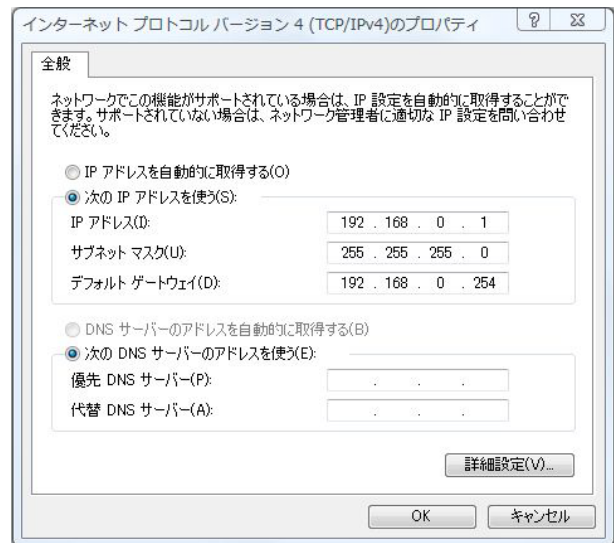 インターネット プロトコル バージョン 4 (TCP/IPv4)のプロパティ
全般
ネットワークでこの機能がサポートされている場合は、IP 設定を自動的に取得することがで
きます。サポートされていない場合は、ネットワーク管理者に適切な IP 設定を問い合わせ
てください。
IP アドレスを自動的に取得する(O)
次の IP アドレスを使う(S):
IP アドレス(I): 192 . 168 . 0 . 1
サブネット マスク(U): 255 . 255 . 255 . 0
デフォルト ゲートウェイ(D): 192 . 168 . 0 . 254
DNS サーバーのアドレスを自動的に取得する(B)
次の DNS サーバーのアドレスを使う(E):
優先 DNS サーバー(P): . . .
代替 DNS サーバー(A): . . .
詳細設定(V)...
OK キャンセル